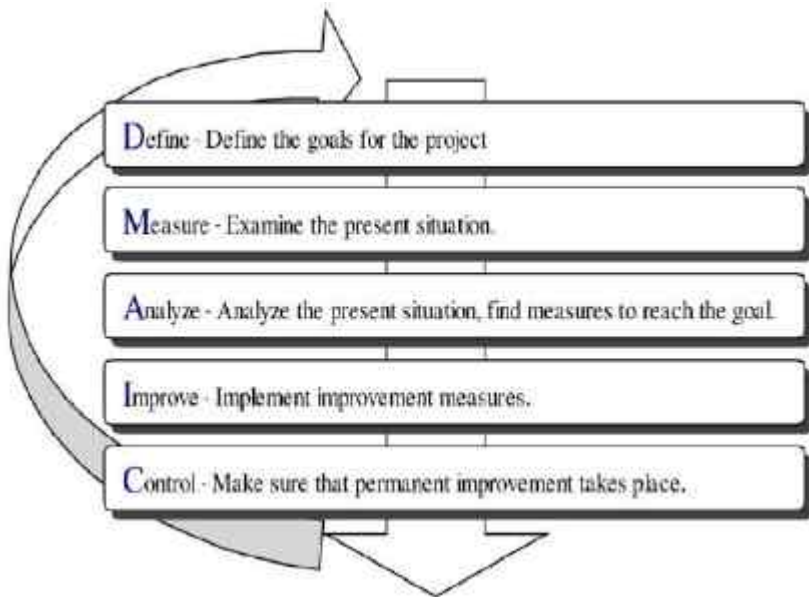 Define - Define the goals for the project
Measure - Examine the present situation.
Analyze - Analyze the present situation, find measures to reach the goal.
Improve - Implement improvement measures.
Control - Make sure that permanent improvement takes place.